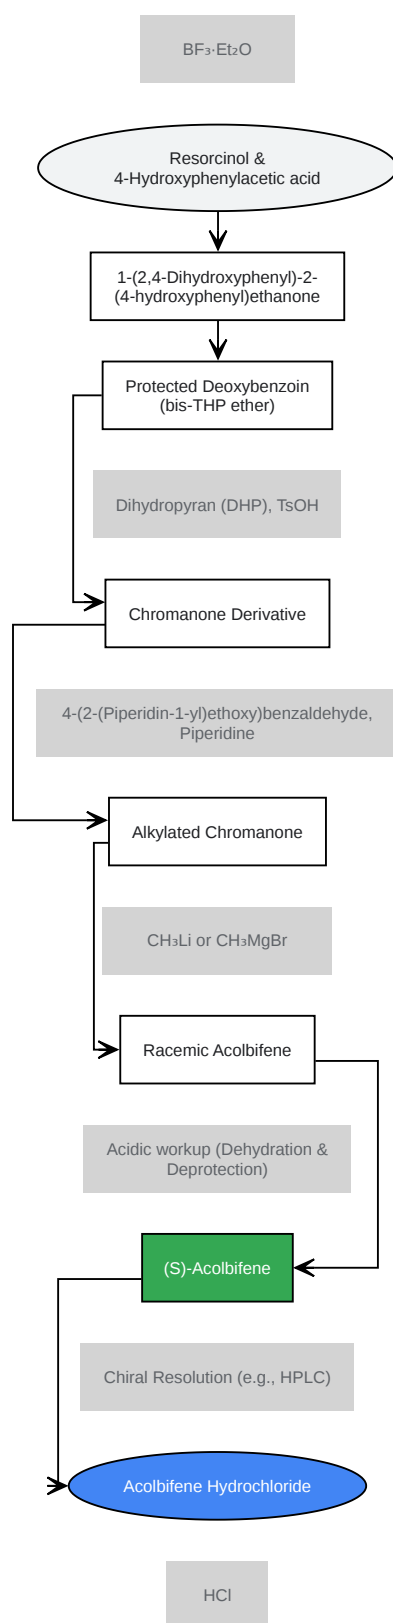 BF₃·Et₂O
Resorcinol &
4-Hydroxyphenylacetic acid
1-(2,4-Dihydroxyphenyl)-2-
(4-hydroxyphenyl)ethanone
Protected Deoxybenzoin
(bis-THP ether)
Dihydropyran (DHP), TsOH
Chromanone Derivative
4-(2-(Piperidin-1-yl)ethoxy)benzaldehyde,
Piperidine
Alkylated Chromanone
CH₃Li or CH₃MgBr
Racemic Acolbifene
Acidic workup (Dehydration &
Deprotection)
(S)-Acolbifene
Chiral Resolution (e.g., HPLC)
Acolbifene Hydrochloride
HCl